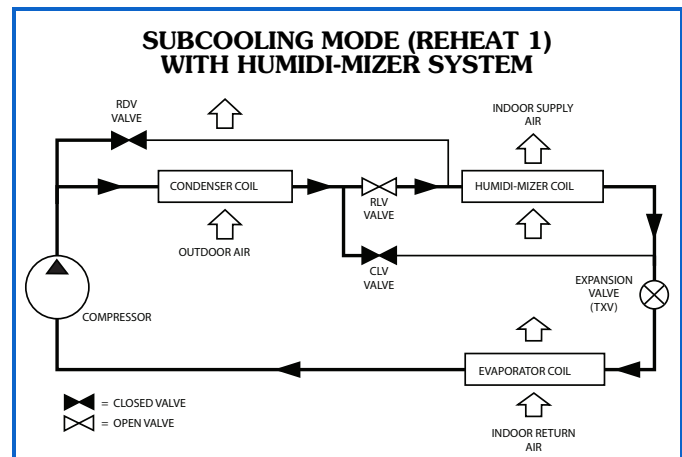 SUBCOOLING MODE (REHEAT 1)
WITH HUMIDI-MIZER SYSTEM
RDV
VALVE
INDOOR SUPPLY
AIR
CONDENSER COIL
RLV
VALVE
HUMIDI-MIZER COIL
OUTDOOR AIR
CLV
VALVE
EXPANSION
VALVE
(TXV)
COMPRESSOR
EVAPORATOR COIL
= CLOSED VALVE
= OPEN VALVE
INDOOR RETURN
AIR